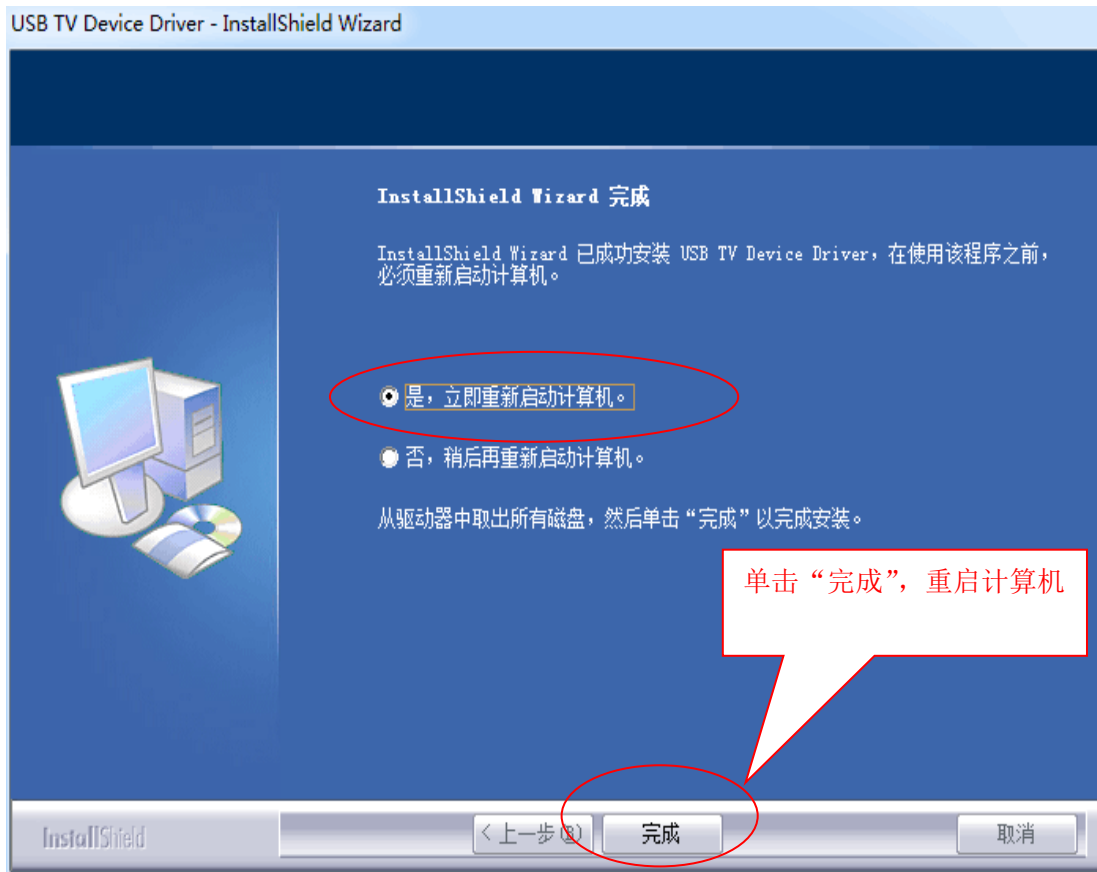 USB TV Device Driver - InstallShield Wizard
InstallShield Wizard 完成
InstallShield Wizard 已成功安装 USB TV Device Driver，在使用该程序之前，
必须重新启动计算机。
是，立即重新启动计算机。
否，稍后再重新启动计算机。
从驱动器中取出所有磁盘，然后单击“完成”以完成安装。
单击“完成”，重启计算机
InstallShield
<上一步(B)
完成
取消